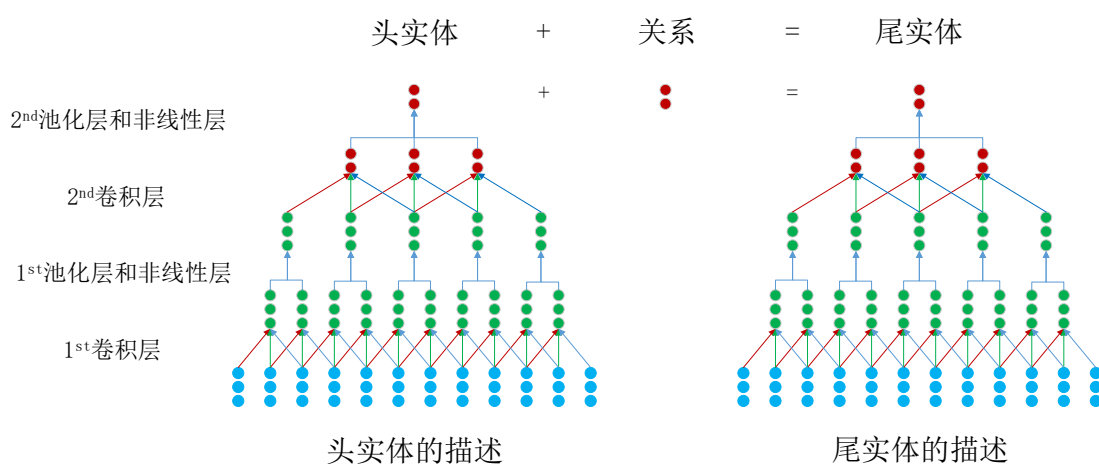 头实体 + 关系 = 尾实体
+ =
2nd池化层和非线性层
2nd卷积层
1st池化层和非线性层
1st卷积层
头实体的描述 尾实体的描述